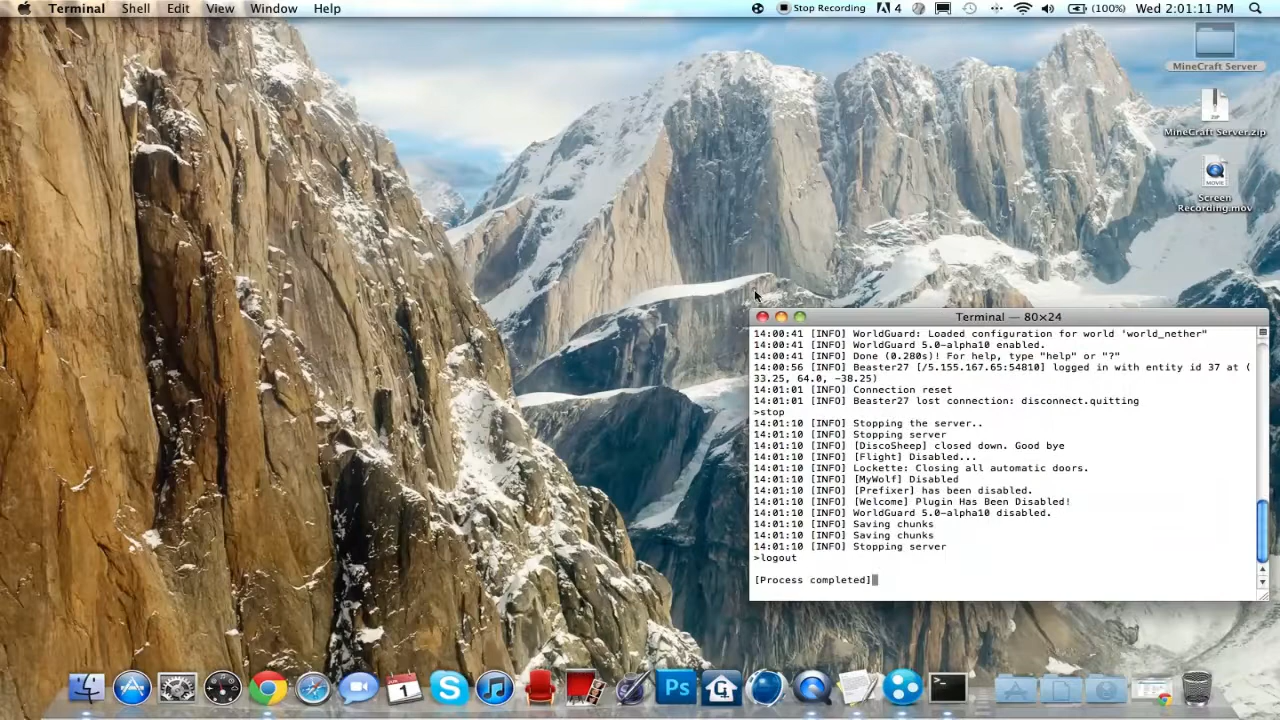 Terminal Shell Edit View Window Help Stop Recording 4 (100%) Wed 2:01:11 PM
MineCraft Server
ZIP
MineCraft Server.zip
MOVIE
Screen
Recording.mov
Terminal — 80×24
14:00:41 [INFO] WorldGuard: Loaded configuration for world 'world_nether"
14:00:41 [INFO] WorldGuard 5.0-alpha10 enabled.
14:00:41 [INFO] Done (0.280s)! For help, type "help" or "?"
14:00:56 [INFO] Beaster27 [/5.155.167.65:54810] logged in with entity id 37 at (
33.25, 64.0, -38.25)
14:01:01 [INFO] Connection reset
14:01:01 [INFO] Beaster27 lost connection: disconnect.quitting
>stop
14:01:10 [INFO] Stopping the server..
14:01:10 [INFO] Stopping server
14:01:10 [INFO] [DiscoSheep] closed down. Good bye
14:01:10 [INFO] [Flight] Disabled...
14:01:10 [INFO] Lockette: Closing all automatic doors.
14:01:10 [INFO] [MyWolf] Disabled
14:01:10 [INFO] [Prefixer] has been disabled.
14:01:10 [INFO] [Welcome] Plugin Has Been Disabled!
14:01:10 [INFO] WorldGuard 5.0-alpha10 disabled.
14:01:10 [INFO] Saving chunks
14:01:10 [INFO] Saving chunks
14:01:10 [INFO] Stopping server
>logout
[Process completed]
1
Ps